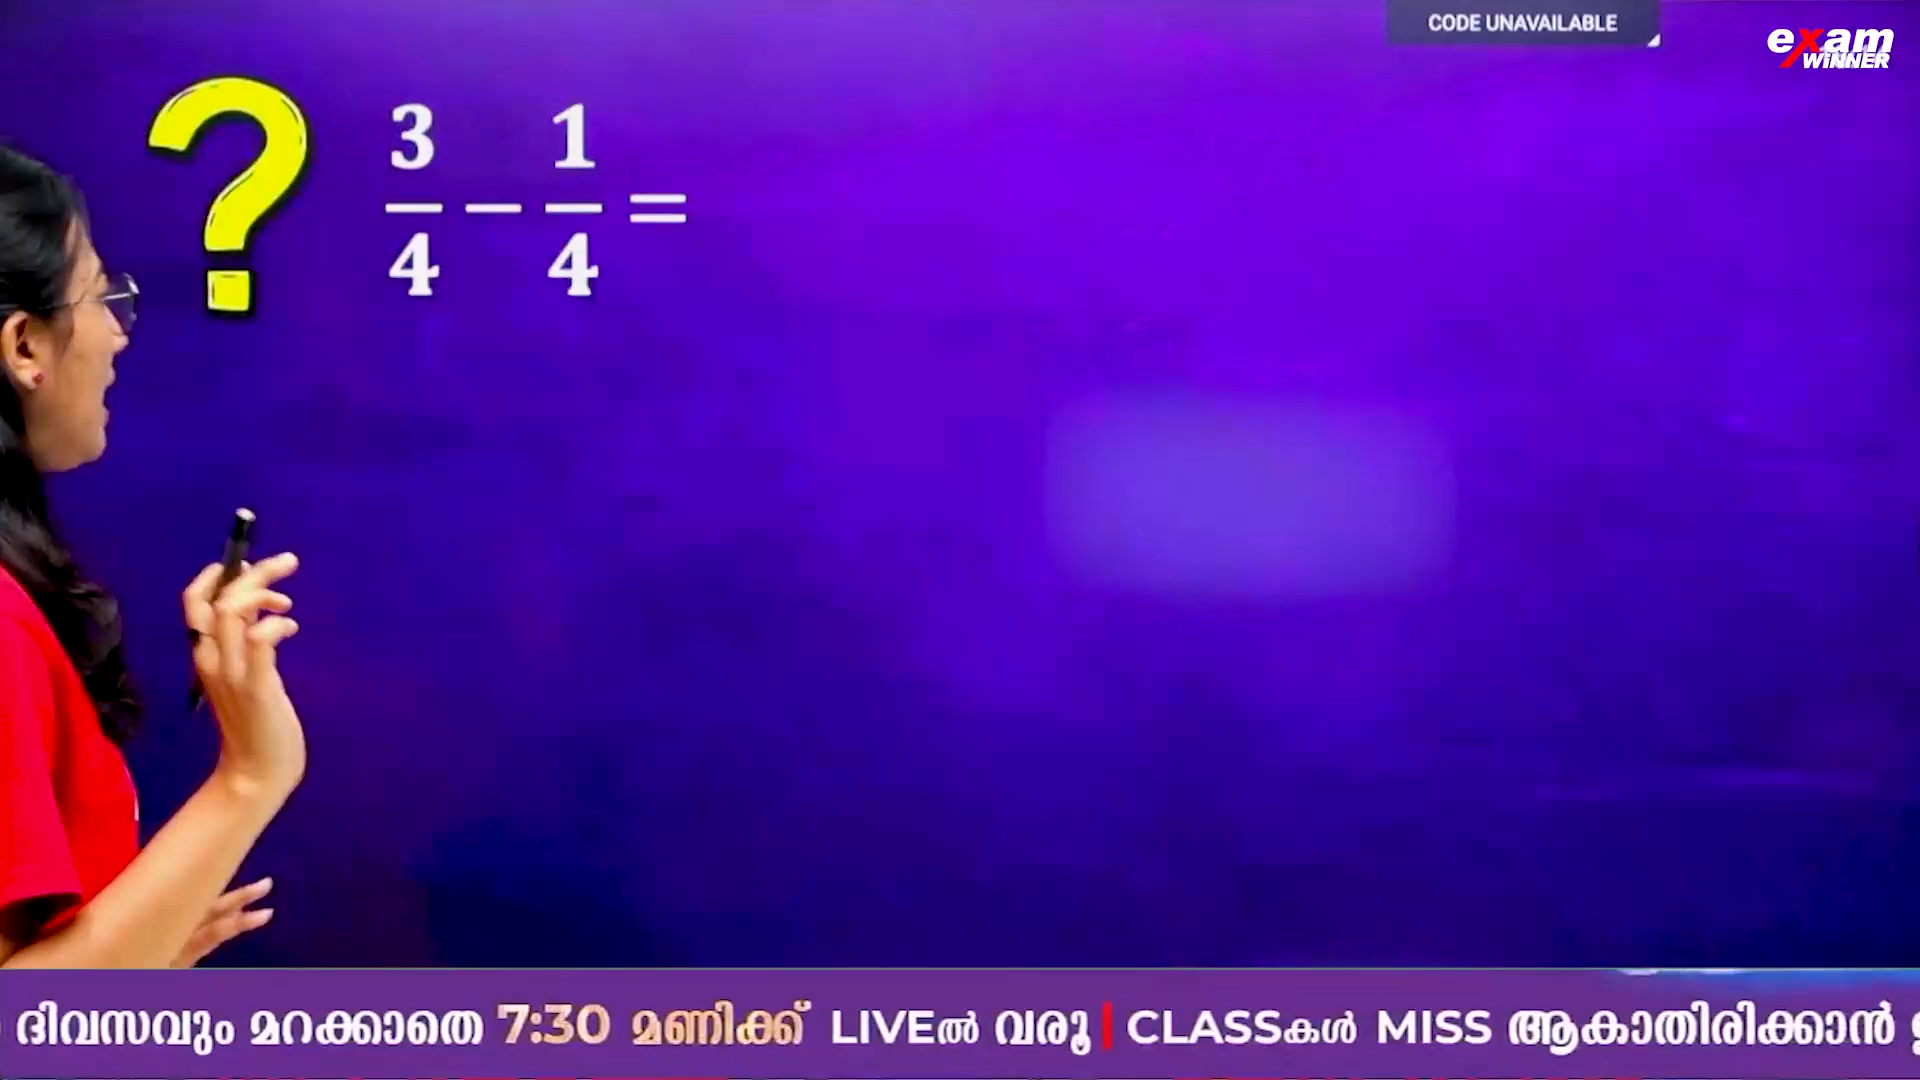 CODE UNAVAILABLE
exam
WINNER
? 3/4 − 1/4 =
ദിവസവും മറക്കാതെ 7:30 മണിക്ക് LIVEൽ വരൂ | CLASSകൾ MISS ആകാതിരിക്കാൻ